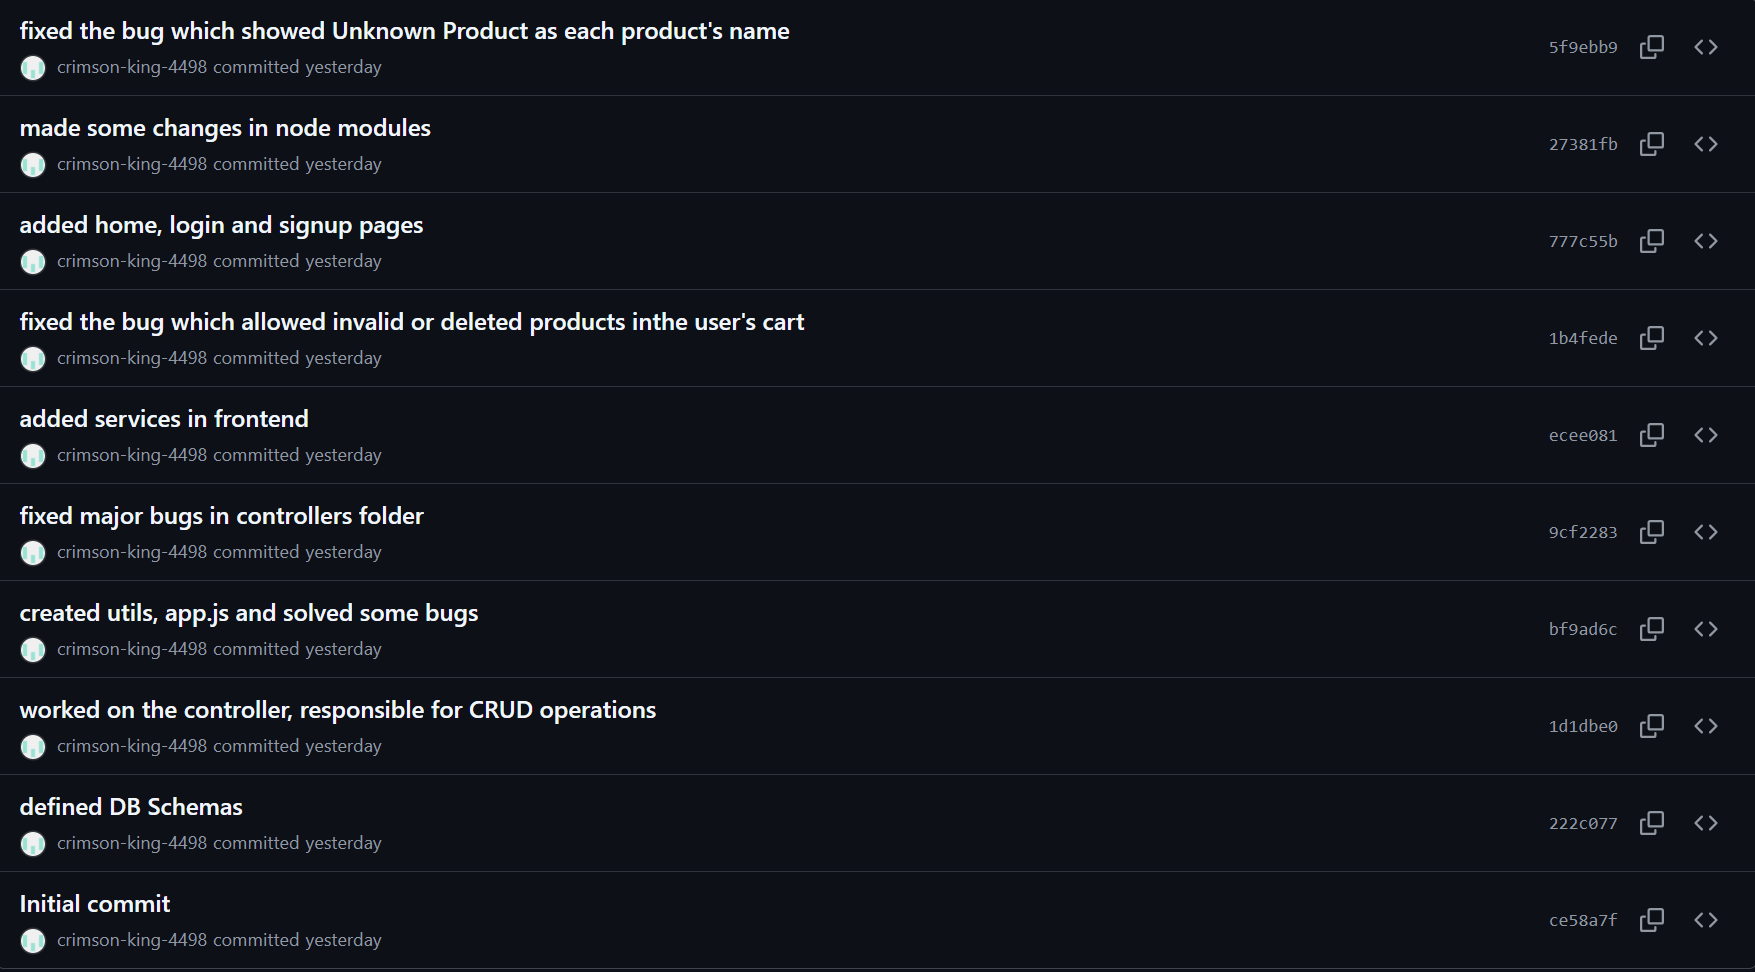 fixed the bug which showed Unknown Product as each product's name
crimson-king-4498 committed yesterday
5f9ebb9
made some changes in node modules
crimson-king-4498 committed yesterday
27381fb
added home, login and signup pages
crimson-king-4498 committed yesterday
777c55b
fixed the bug which allowed invalid or deleted products inthe user's cart
crimson-king-4498 committed yesterday
1b4fede
added services in frontend
crimson-king-4498 committed yesterday
ecee081
fixed major bugs in controllers folder
crimson-king-4498 committed yesterday
9cf2283
created utils, app.js and solved some bugs
crimson-king-4498 committed yesterday
bf9ad6c
worked on the controller, responsible for CRUD operations
crimson-king-4498 committed yesterday
1d1dbe0
defined DB Schemas
crimson-king-4498 committed yesterday
222c077
Initial commit
crimson-king-4498 committed yesterday
ce58a7f